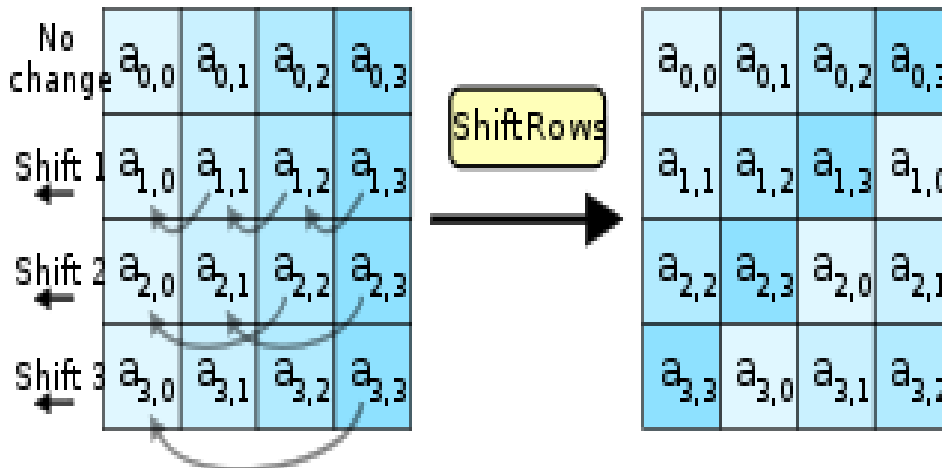 No
change a0,0 a0,1 a0,2 a0,3
ShiftRows
a0,0 a0,1 a0,2 a0,3
Shift 1 a1,0 a1,1 a1,2 a1,3
a1,1 a1,2 a1,3 a1,0
Shift 2 a2,0 a2,1 a2,2 a2,3
a2,2 a2,3 a2,0 a2,1
Shift 3 a3,0 a3,1 a3,2 a3,3
a3,3 a3,0 a3,1 a3,2